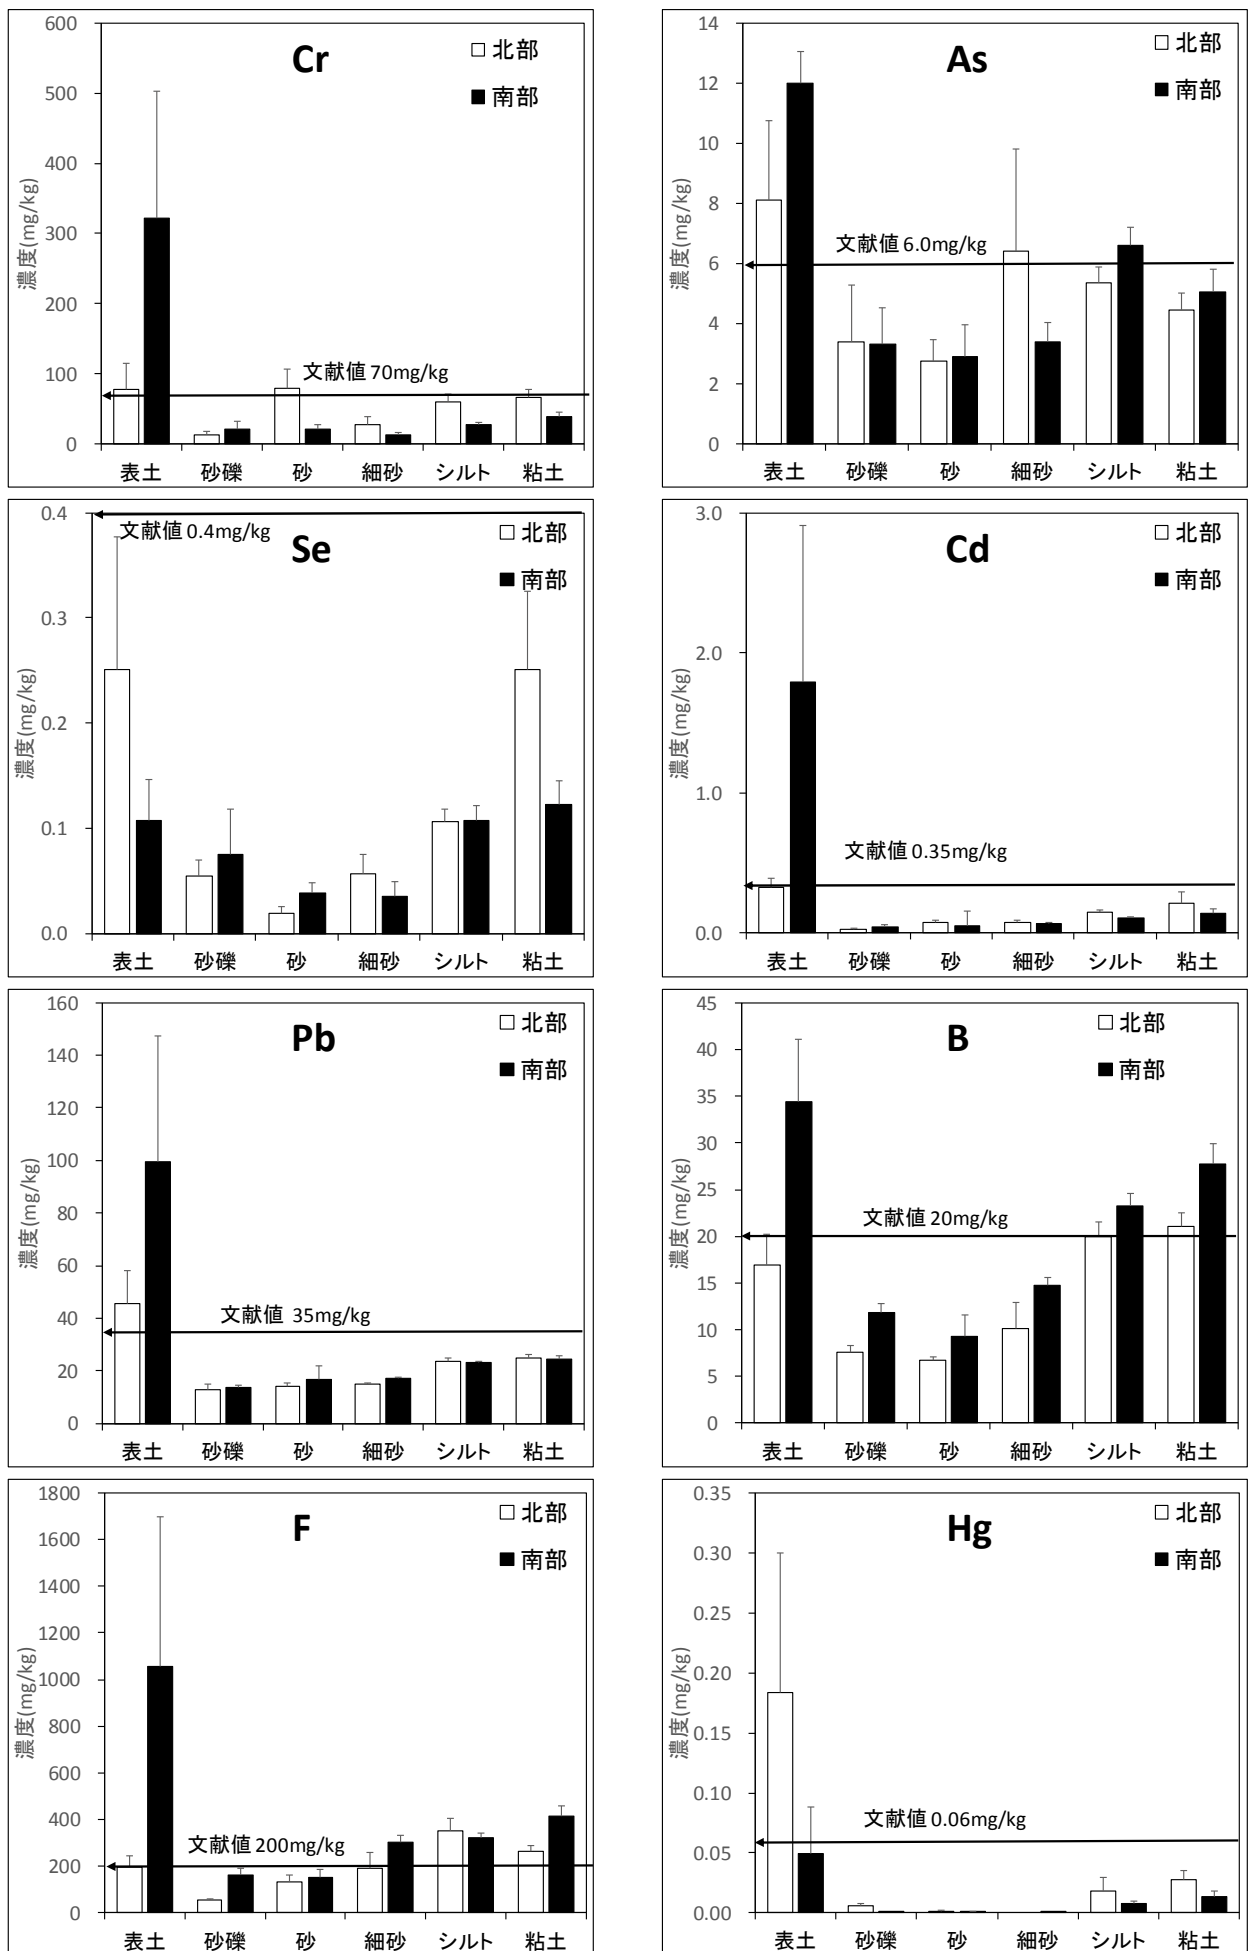 Cr
北部
南部
濃度(mg/kg)
600
500
400
300
200
100
0
文献値 70mg/kg
表土 砂礫 砂 細砂 シルト 粘土
As
北部
南部
濃度(mg/kg)
14
12
10
8
6
4
2
0
文献値 6.0mg/kg
表土 砂礫 砂 細砂 シルト 粘土
Se
北部
南部
濃度(mg/kg)
0.4
0.3
0.2
0.1
0.0
文献値 0.4mg/kg
表土 砂礫 砂 細砂 シルト 粘土
Cd
北部
南部
濃度(mg/kg)
3.0
2.0
1.0
0.0
文献値 0.35mg/kg
表土 砂礫 砂 細砂 シルト 粘土
Pb
北部
南部
濃度(mg/kg)
160
140
120
100
80
60
40
20
0
文献値 35mg/kg
表土 砂礫 砂 細砂 シルト 粘土
B
北部
南部
濃度(mg/kg)
45
40
35
30
25
20
15
10
5
0
文献値 20mg/kg
表土 砂礫 砂 細砂 シルト 粘土
F
北部
南部
濃度(mg/kg)
1800
1600
1400
1200
1000
800
600
400
200
0
文献値 200mg/kg
表土 砂礫 砂 細砂 シルト 粘土
Hg
北部
南部
濃度(mg/kg)
0.35
0.30
0.25
0.20
0.15
0.10
0.05
0.00
文献値 0.06mg/kg
表土 砂礫 砂 細砂 シルト 粘土